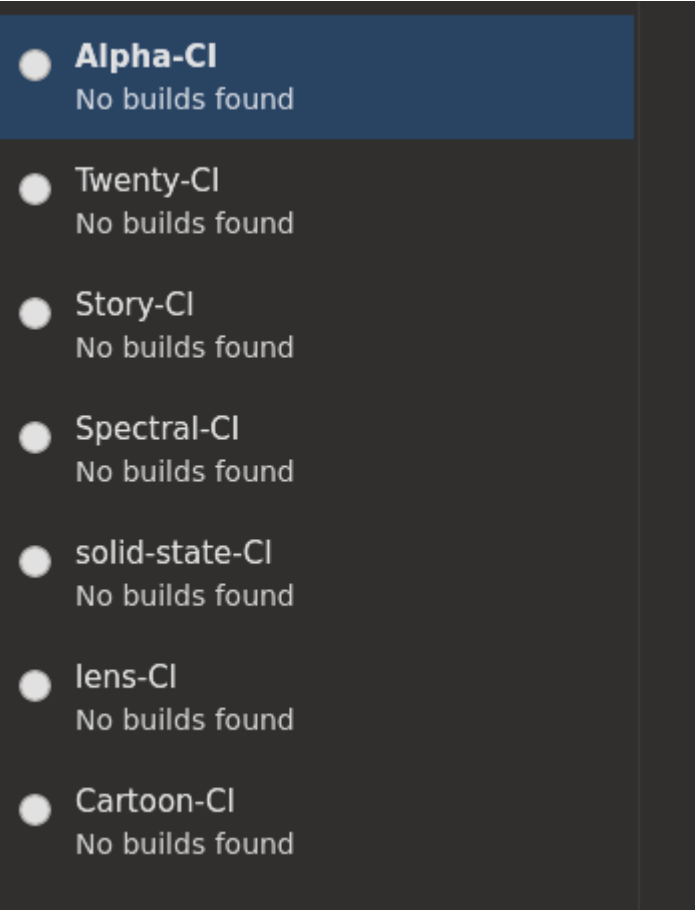 Alpha-CI
No builds found
Twenty-CI
No builds found
Story-CI
No builds found
Spectral-CI
No builds found
solid-state-CI
No builds found
lens-CI
No builds found
Cartoon-CI
No builds found